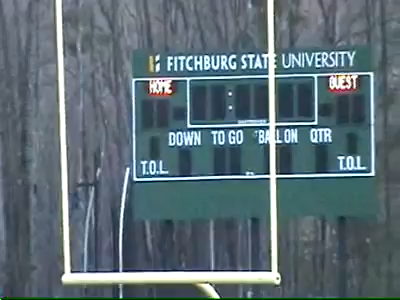 FITCHBURG STATE UNIVERSITY
HOME GUEST
DOWN TO GO BALL ON QTR
T.O.L. T.O.L.